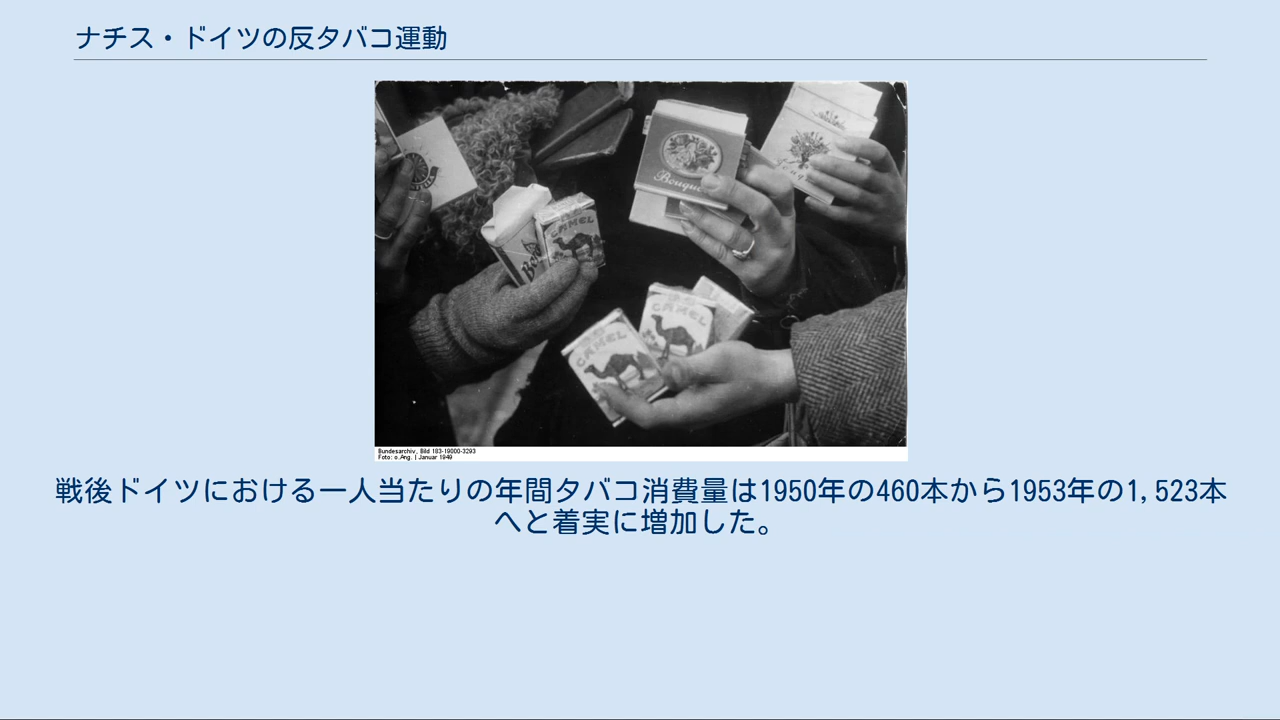 ナチス・ドイツの反タバコ運動
CAMEL
Bouquet
CAMEL
CAMEL
Bundesarchiv, Bild 183-19000-3293
Foto: o.Ang. | Januar 1949
戦後ドイツにおける一人当たりの年間タバコ消費量は1950年の460本から1953年の1,523本
へと着実に増加した。